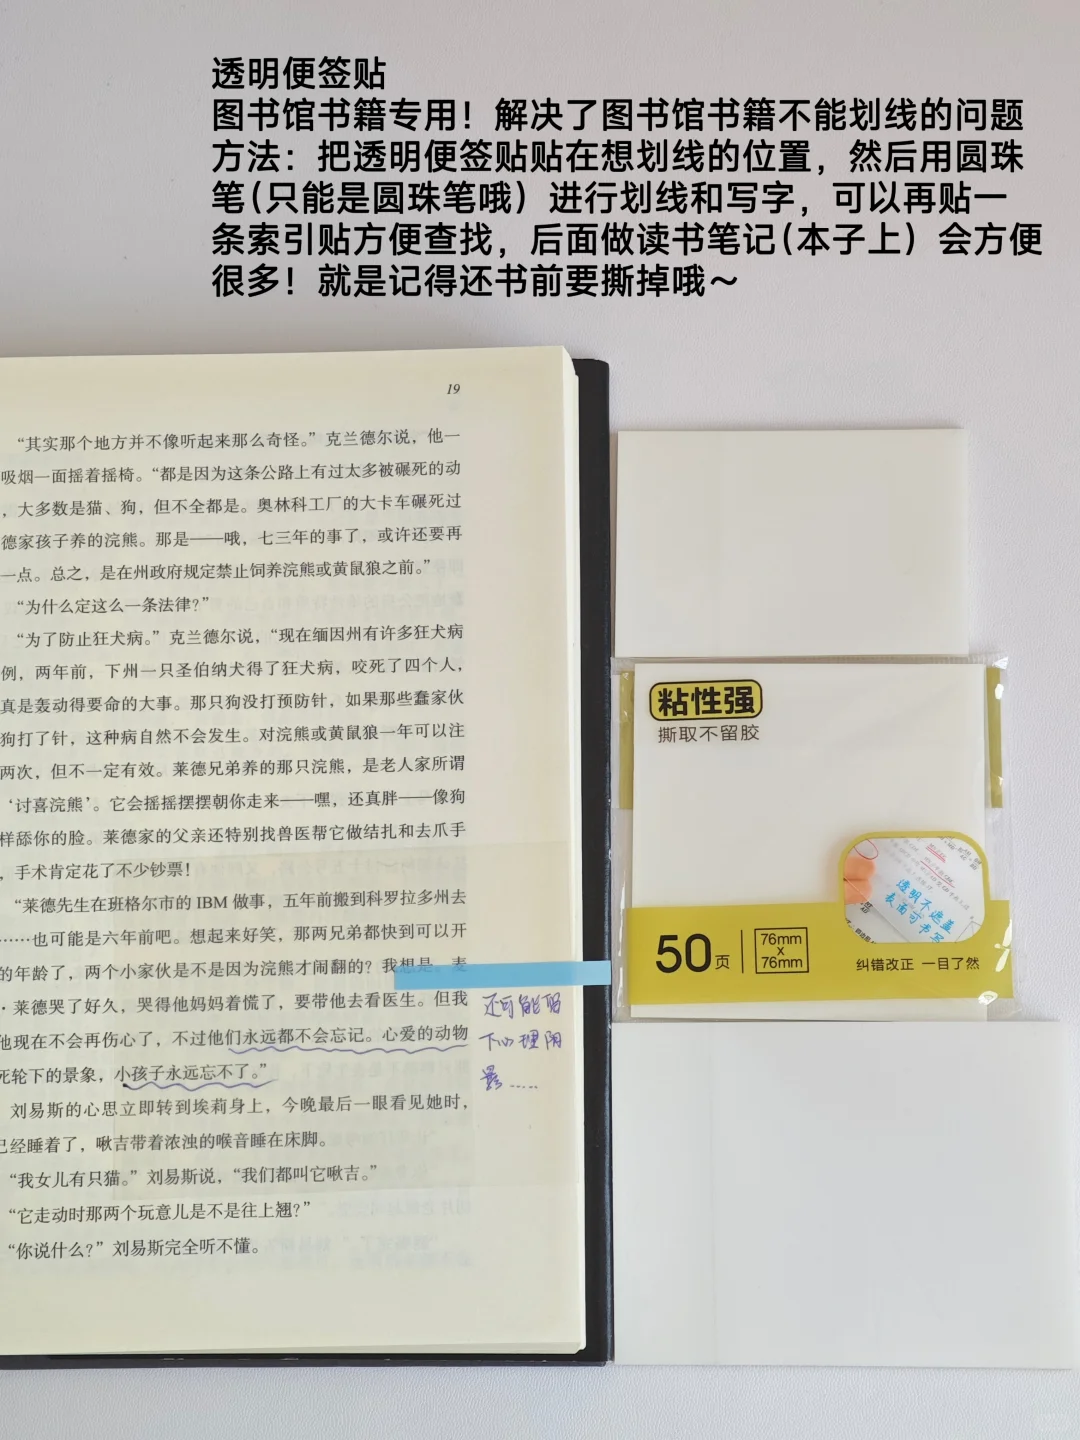 透明便签贴
图书馆书籍专用！解决了图书馆书籍不能划线的问题
方法：把透明便签贴贴在想划线的位置，然后用圆珠
笔(只能是圆珠笔哦）进行划线和写字，可以再贴一
条索引贴方便查找，后面做读书笔记(本子上）会方便
很多！就是记得还书前要撕掉哦～
19
“其实那个地方并不像听起来那么奇怪。”克兰德尔说，他一
吸烟一面摇着摇椅。“都是因为这条公路上有过太多被碾死的动
，大多数是猫、狗，但不全都是。奥林科工厂的大卡车碾死过
德家孩子养的浣熊。那是——哦，七三年的事了，或许还要再
一点。总之，是在州政府规定禁止饲养浣熊或黄鼠狼之前。”
“为什么定这么一条法律？”
“为了防止狂犬病。”克兰德尔说，“现在缅因州有许多狂犬病
例，两年前，下州一只圣伯纳犬得了狂犬病，咬死了四个人，
真是轰动得要命的大事。那只狗没打预防针，如果那些蠢家伙
狗打了针，这种病自然不会发生。对浣熊或黄鼠狼一年可以注
两次，但不一定有效。莱德兄弟养的那只浣熊，是老人家所谓
‘讨喜浣熊’。它会摇摇摆摆朝你走来——嘿，还真胖——像狗
样舔你的脸。莱德家的父亲还特别找兽医帮它做结扎和去爪手
，手术肯定花了不少钞票！
“莱德先生在班格尔市的 IBM 做事，五年前搬到科罗拉多州去
……也可能是六年前吧。想起来好笑，那两兄弟都快到可以开
的年龄了，两个小家伙是不是因为浣熊才闹翻的？我想是。麦
·莱德哭了好久，哭得他妈妈着慌了，要带他去看医生。但我
他现在不会再伤心了，不过他们永远都不会忘记。心爱的动物
死轮下的景象，小孩子永远忘不了。”
刘易斯的心思立即转到埃莉身上，今晚最后一眼看见她时，
已经睡着了，啾吉带着浓浊的喉音睡在床脚。
“我女儿有只猫。”刘易斯说，“我们都叫它啾吉。”
“它走动时那两个玩意儿是不是往上翘？”
“你说什么？”刘易斯完全听不懂。
还可能留
下心理阴
影……
粘性强
撕取不留胶
透明不遮盖
表面可书写
50页
76mm
x
76mm
纠错改正 一目了然